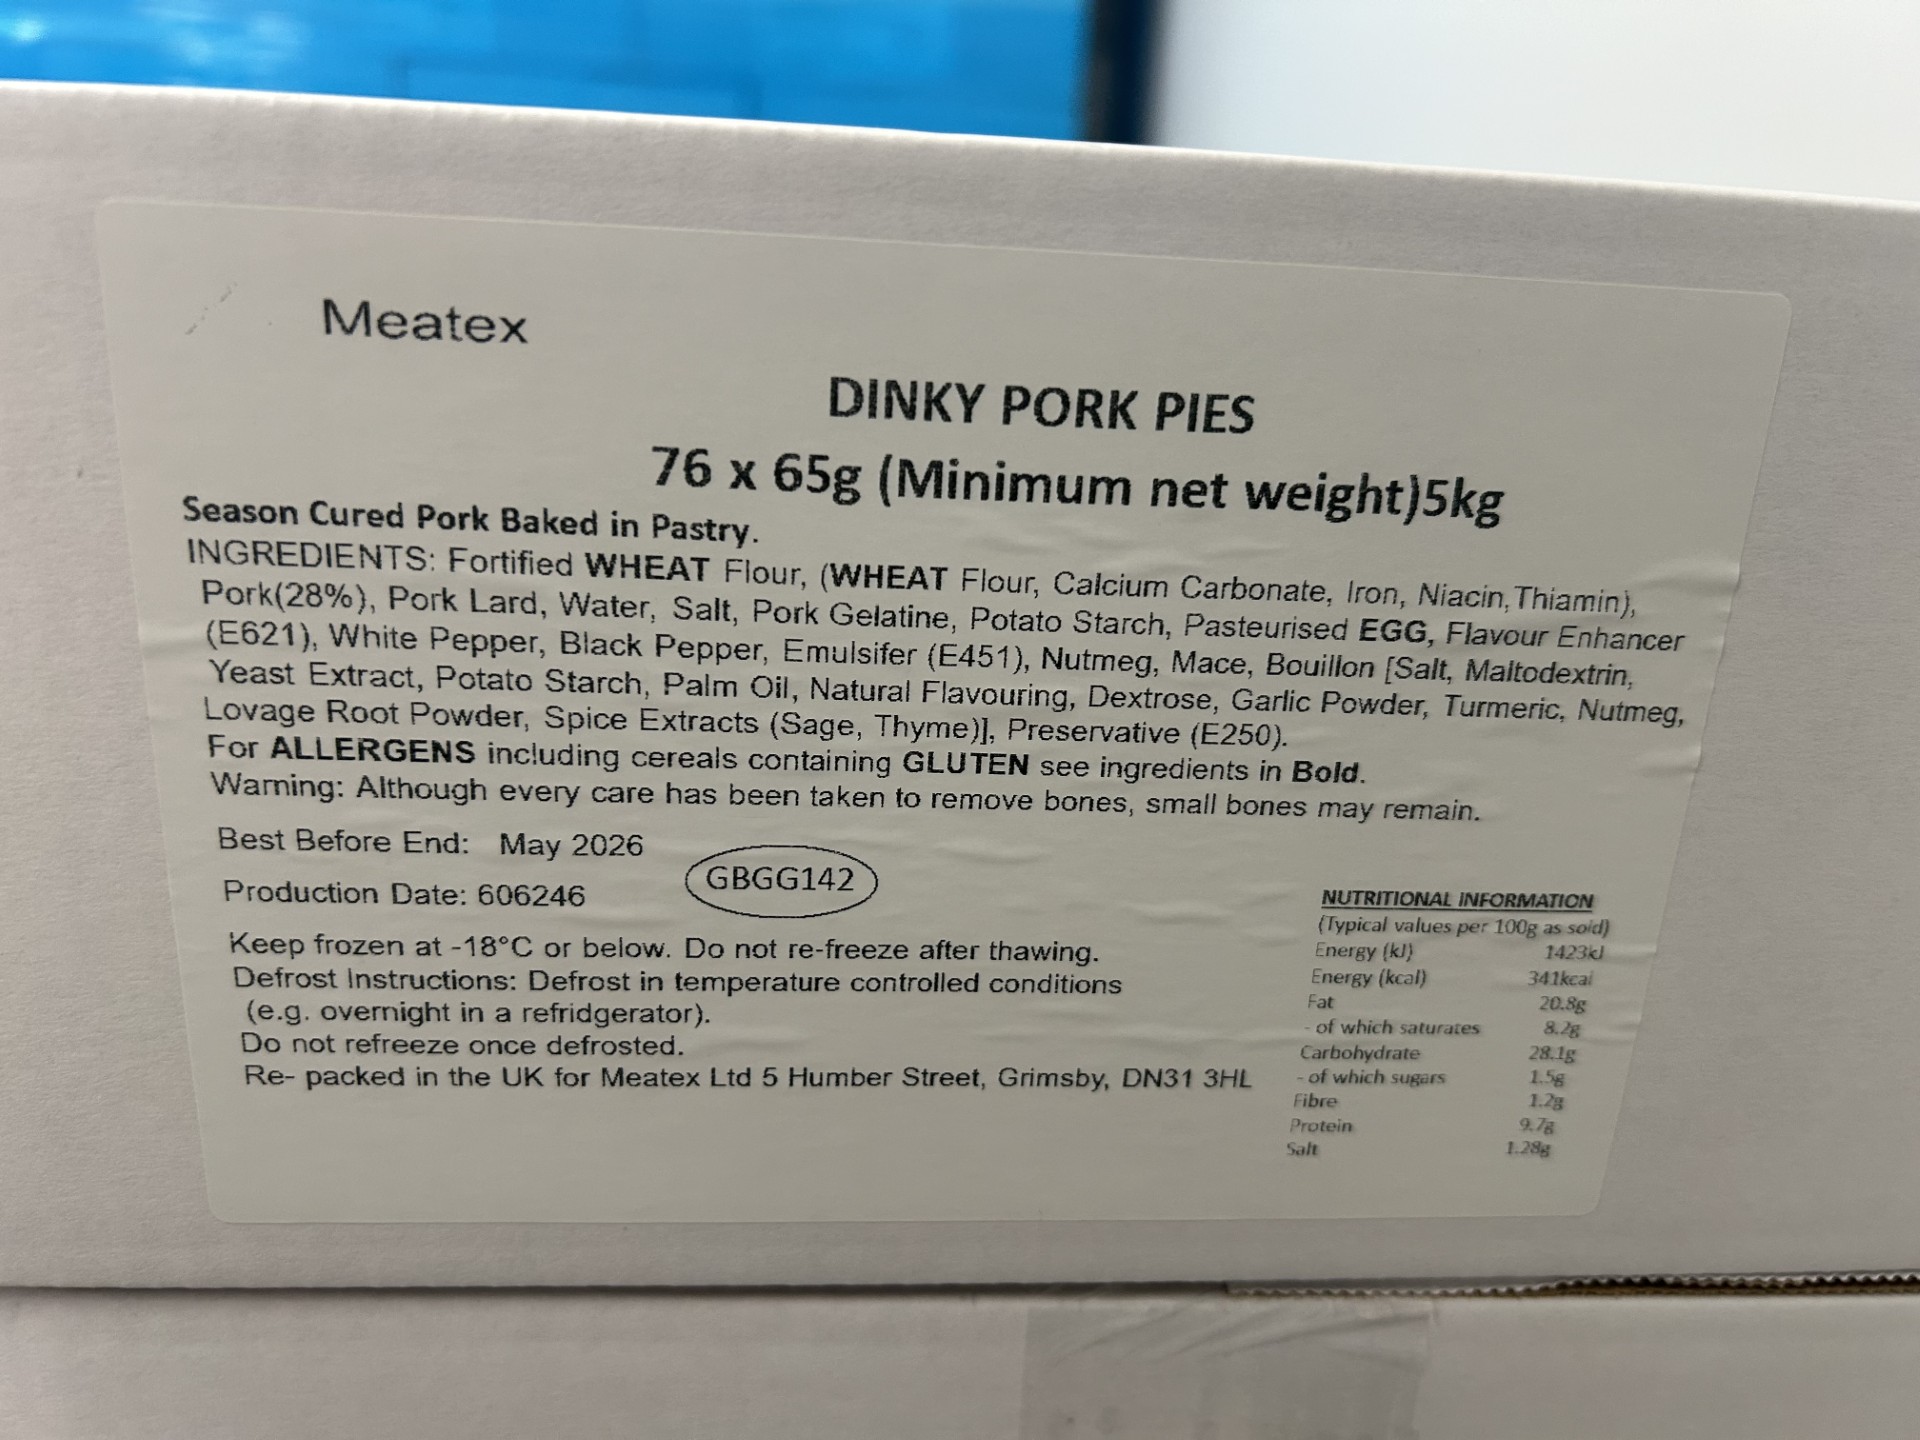 Meatex
DINKY PORK PIES
76 x 65g (Minimum net weight)5kg
Season Cured Pork Baked in Pastry.
INGREDIENTS: Fortified WHEAT Flour, (WHEAT Flour, Calcium Carbonate, Iron, Niacin, Thiamin),
Pork(28%), Pork Lard, Water, Salt, Pork Gelatine, Potato Starch, Pasteurised EGG, Flavour Enhancer
(E621), White Pepper, Black Pepper, Emulsifer (E451), Nutmeg, Mace, Bouillon [Salt, Maltodextrin,
Yeast Extract, Potato Starch, Palm Oil, Natural Flavouring, Dextrose, Garlic Powder, Turmeric, Nutmeg,
Lovage Root Powder, Spice Extracts (Sage, Thyme)], Preservative (E250).
For ALLERGENS including cereals containing GLUTEN see ingredients in Bold.
Warning: Although every care has been taken to remove bones, small bones may remain.
Best Before End: May 2026
GBGG142
Production Date: 606246
Keep frozen at -18°C or below. Do not re-freeze after thawing.
Defrost Instructions: Defrost in temperature controlled conditions
(e.g. overnight in a refridgerator).
Do not refreeze once defrosted.
Re- packed in the UK for Meatex Ltd 5 Humber Street, Grimsby, DN31 3HL
NUTRITIONAL INFORMATION
(Typical values per 100g as sold)
Energy (kJ) 1423kJ
Energy (kcal) 341kcal
Fat 20.8g
- of which saturates 8.2g
Carbohydrate 28.1g
- of which sugars 1.5g
Fibre 1.2g
Protein 9.7g
Salt 1.28g